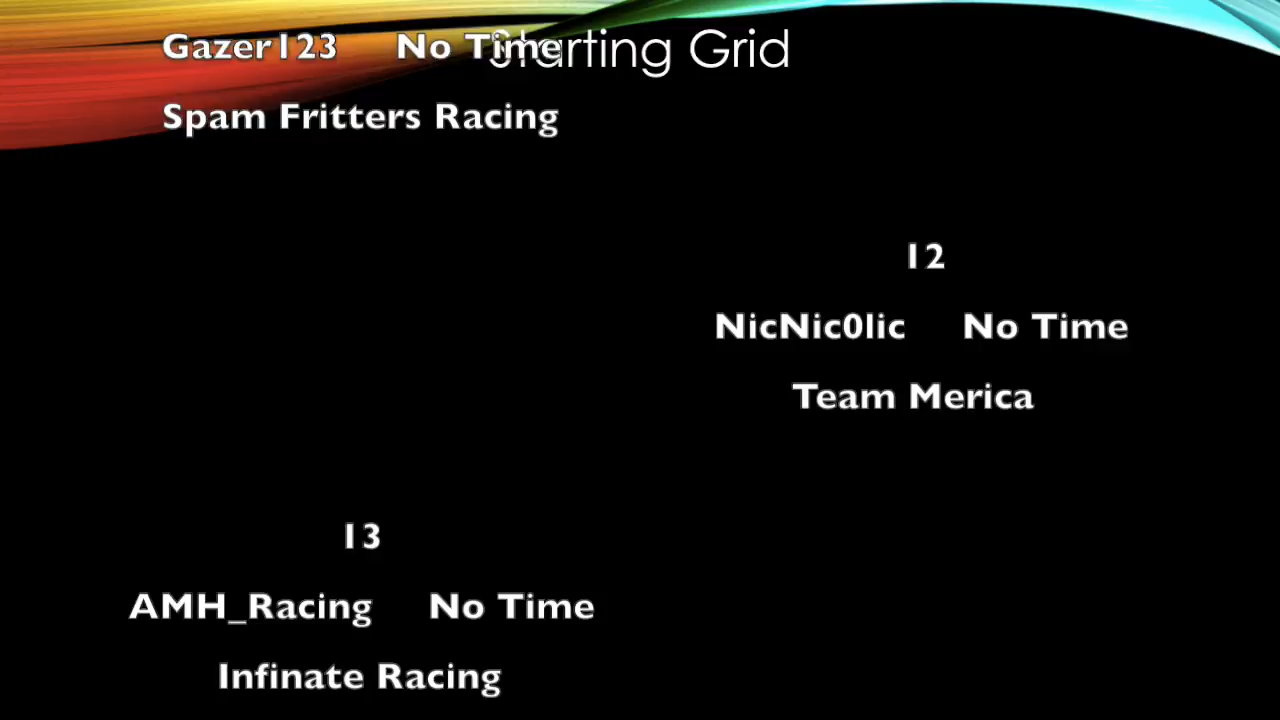 Starting Grid
Gazer123 No Time
Spam Fritters Racing
12
NicNic0lic No Time
Team Merica
13
AMH_Racing No Time
Infinate Racing